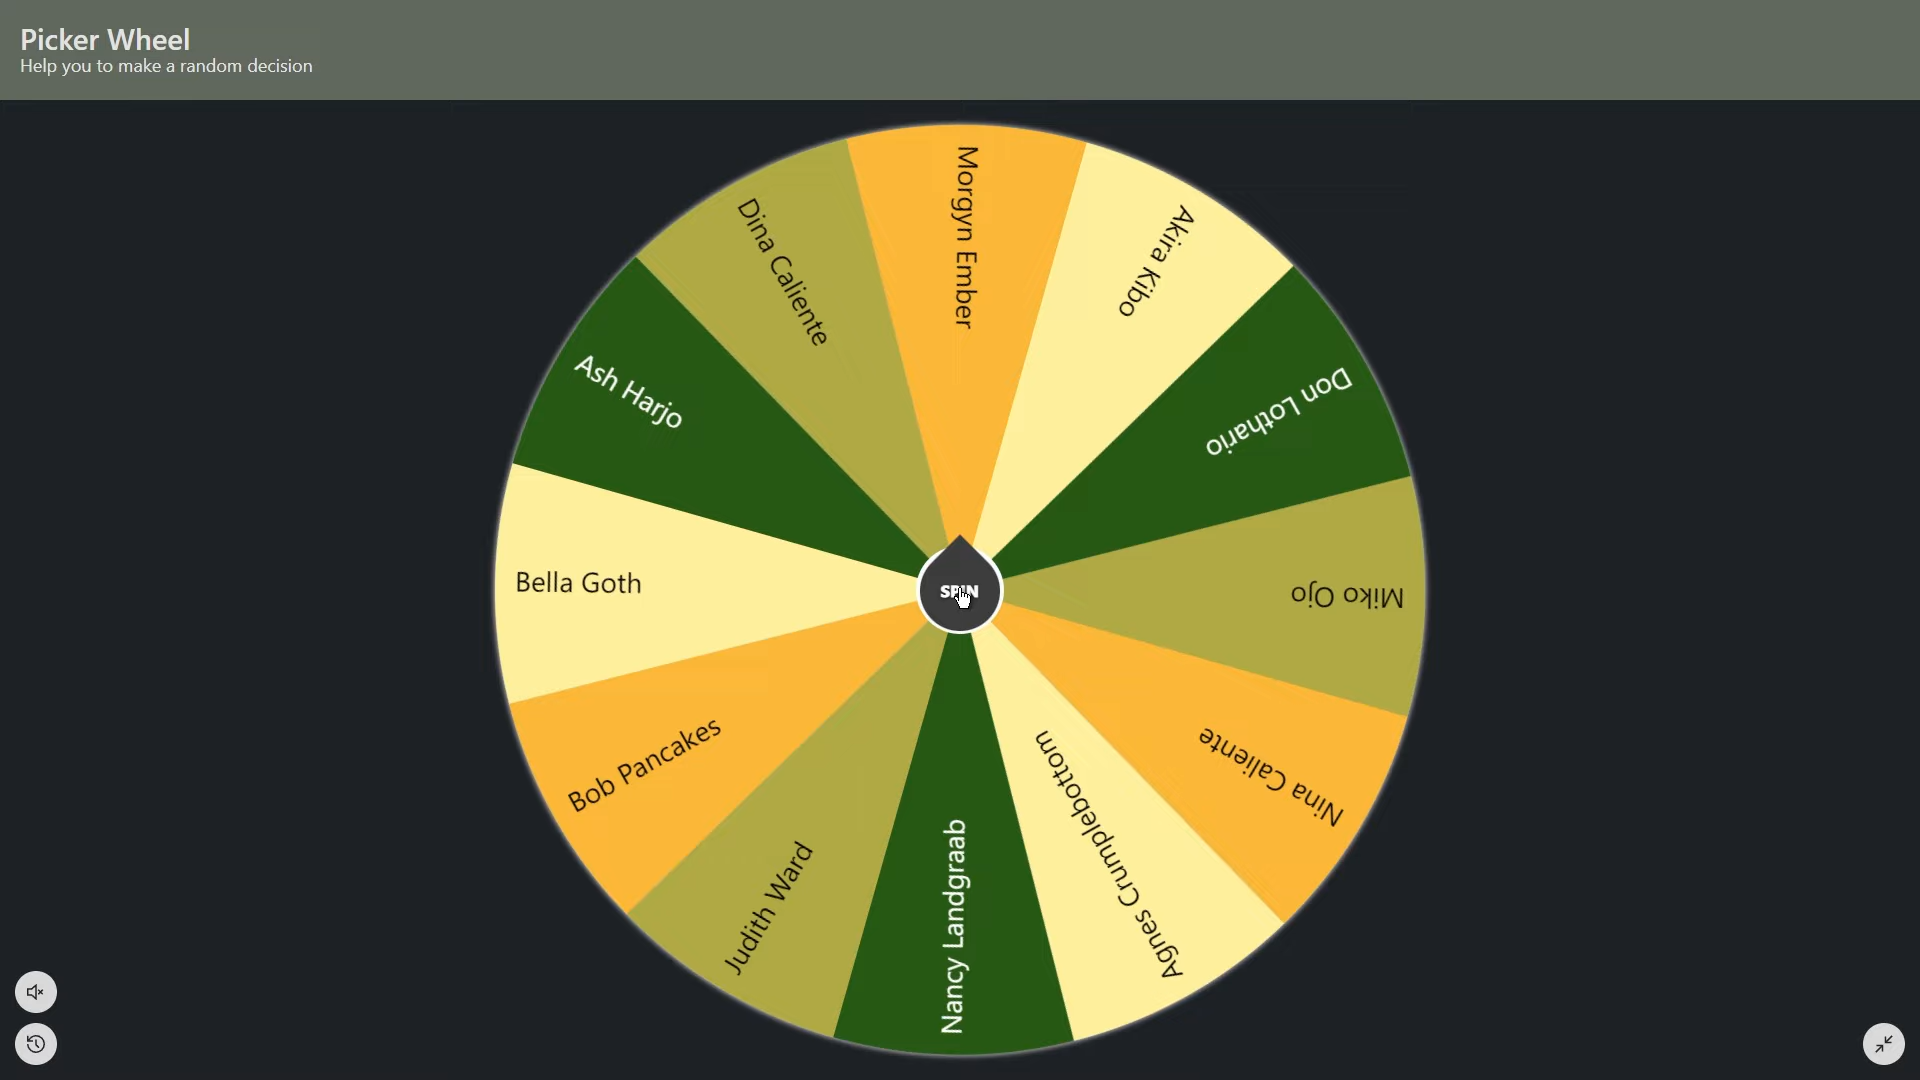 Picker Wheel
Help you to make a random decision
Morgyn Ember
Akira Kibo
Don Lothario
Miko Ojo
Nina Caliente
Agnes Crumplebottom
Nancy Landgraab
Judith Ward
Bob Pancakes
Bella Goth
Ash Harjo
Dina Caliente
SPIN